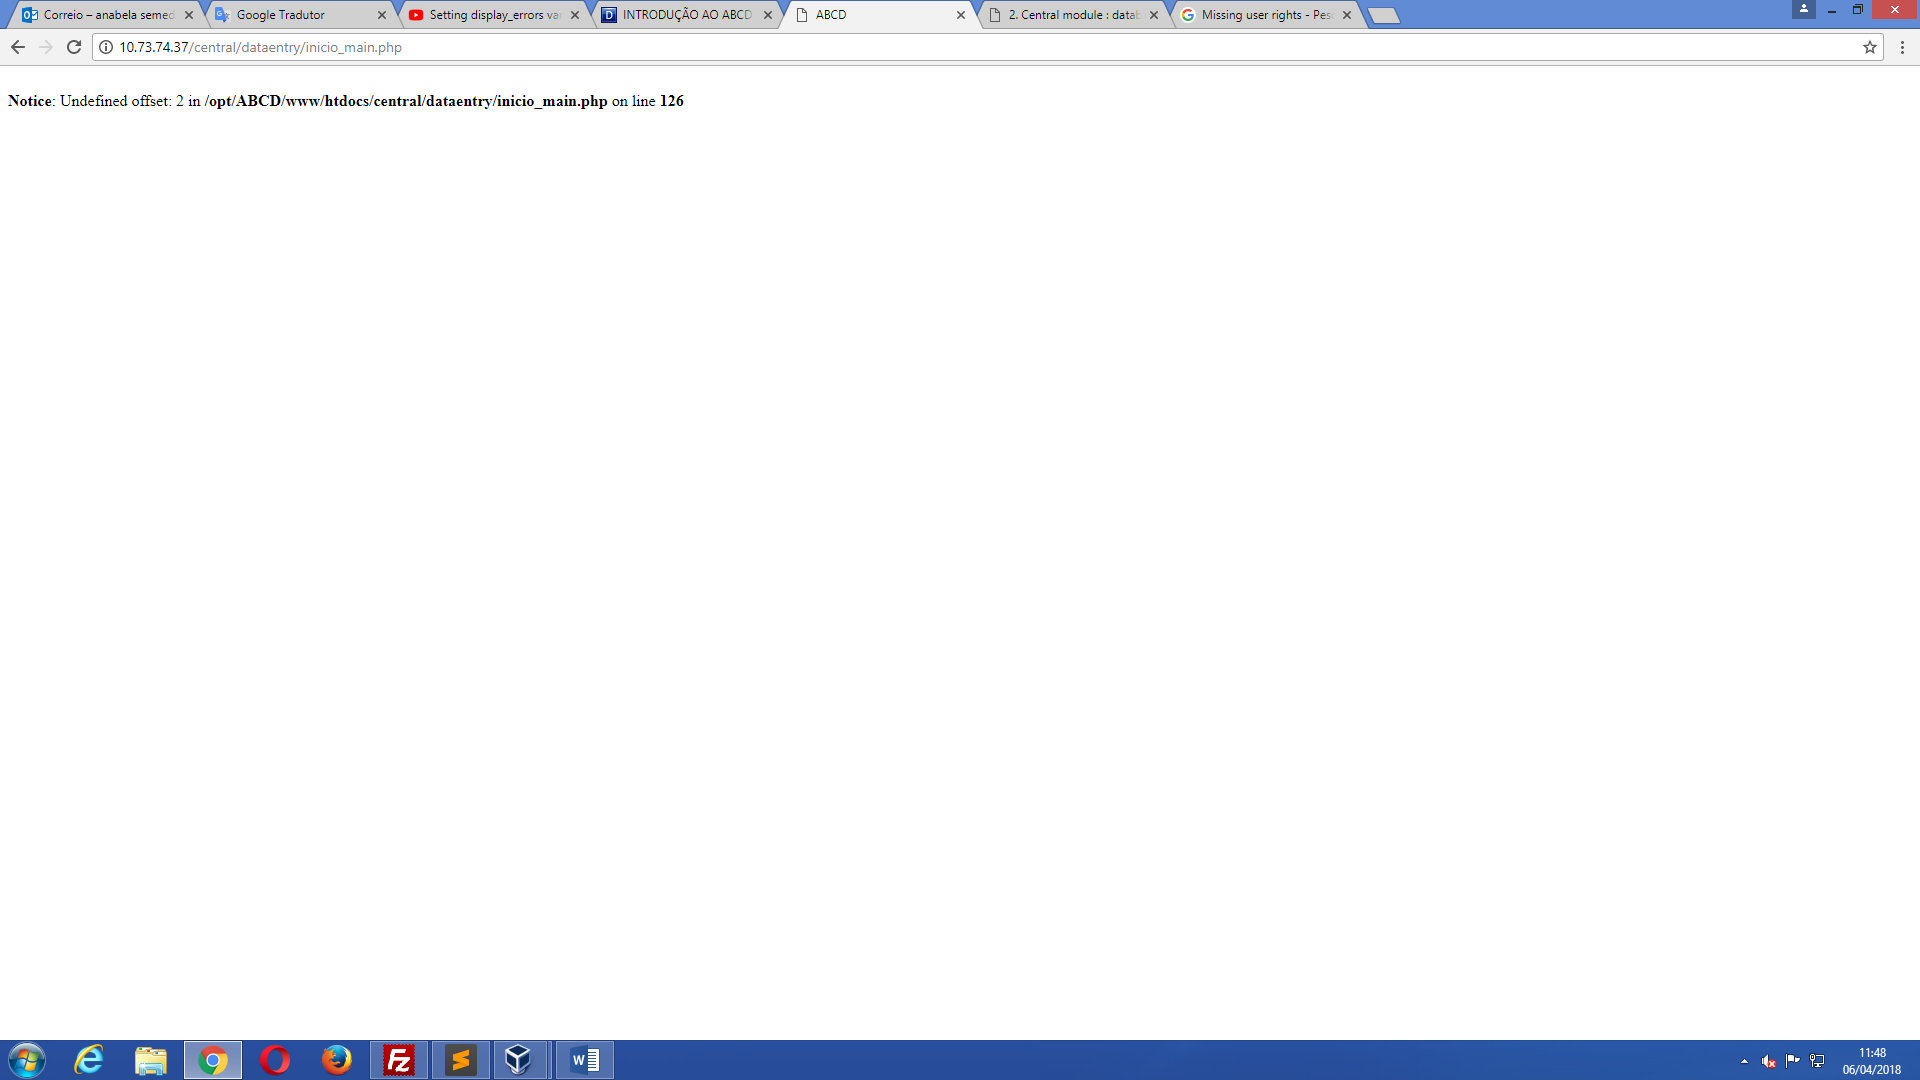 Correio – anabela semed
Google Tradutor
Setting display_errors va
INTRODUÇÃO AO ABCD
ABCD
2. Central module : datab
Missing user rights - Pes
10.73.74.37/central/dataentry/inicio_main.php
Notice: Undefined offset: 2 in /opt/ABCD/www/htdocs/central/dataentry/inicio_main.php on line 126
11:48
06/04/2018